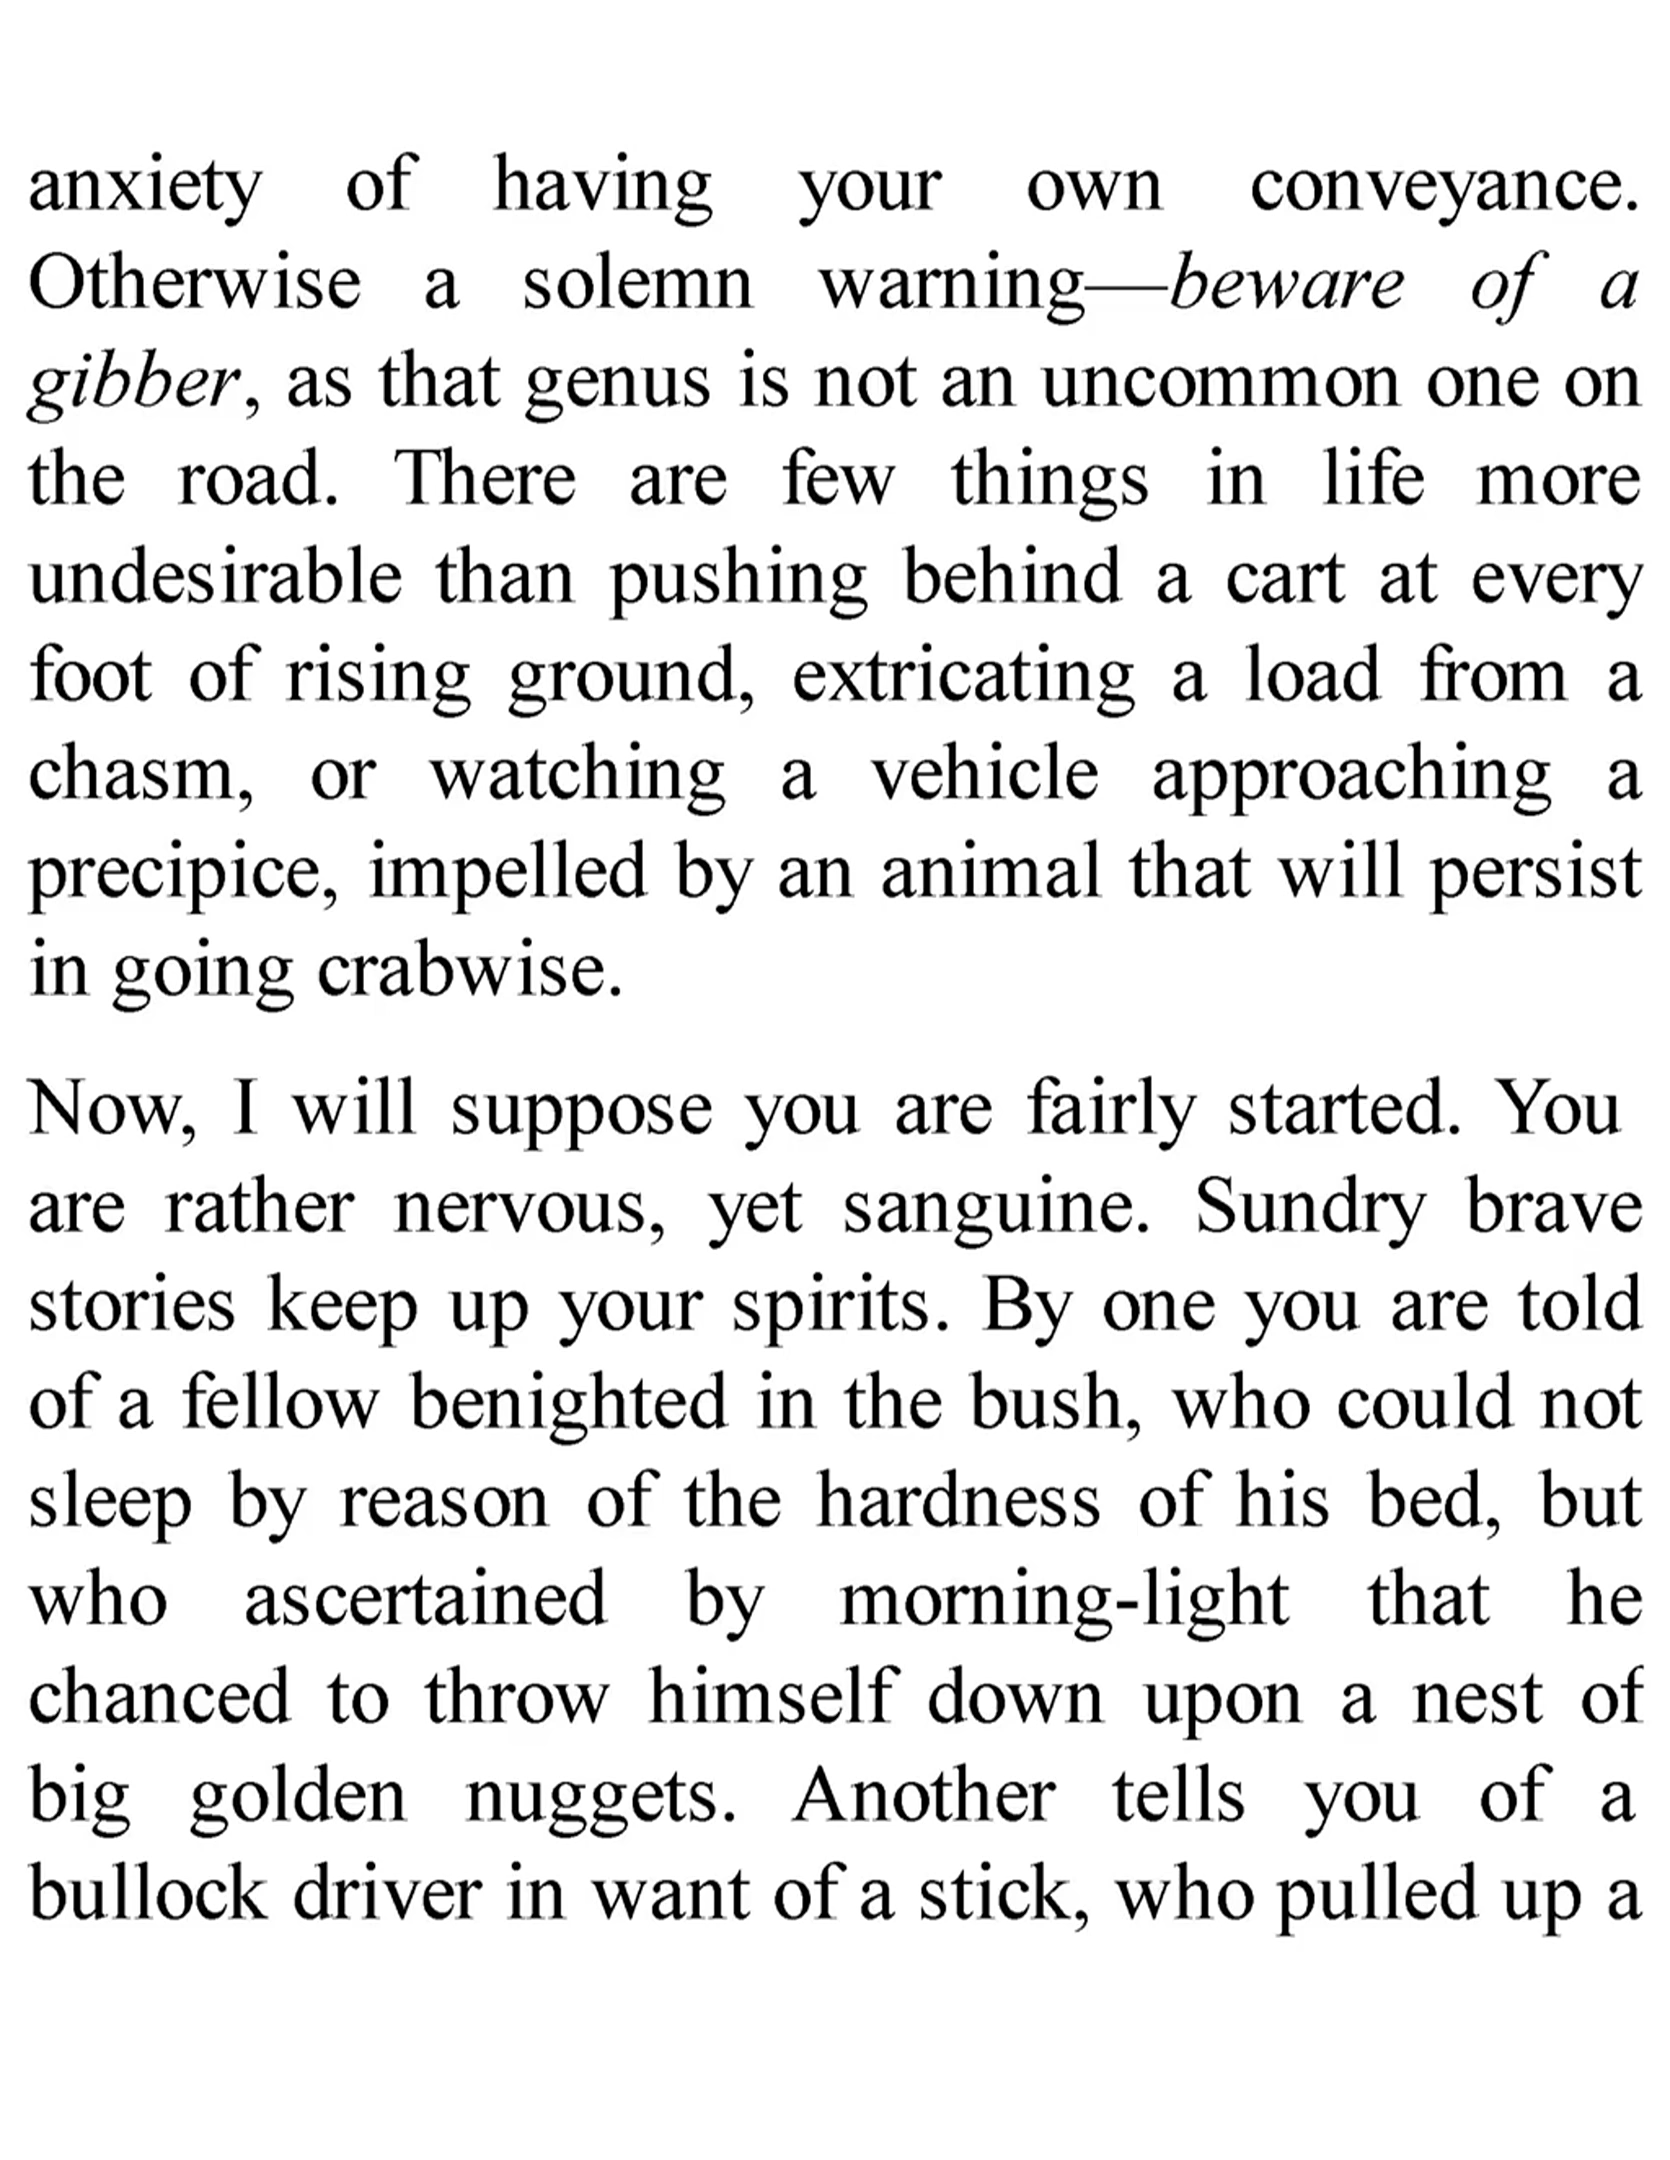 anxiety of having your own conveyance.
Otherwise a solemn warning—beware of a
gibber, as that genus is not an uncommon one on
the road. There are few things in life more
undesirable than pushing behind a cart at every
foot of rising ground, extricating a load from a
chasm, or watching a vehicle approaching a
precipice, impelled by an animal that will persist
in going crabwise.
Now, I will suppose you are fairly started. You
are rather nervous, yet sanguine. Sundry brave
stories keep up your spirits. By one you are told
of a fellow benighted in the bush, who could not
sleep by reason of the hardness of his bed, but
who ascertained by morning-light that he
chanced to throw himself down upon a nest of
big golden nuggets. Another tells you of a
bullock driver in want of a stick, who pulled up a